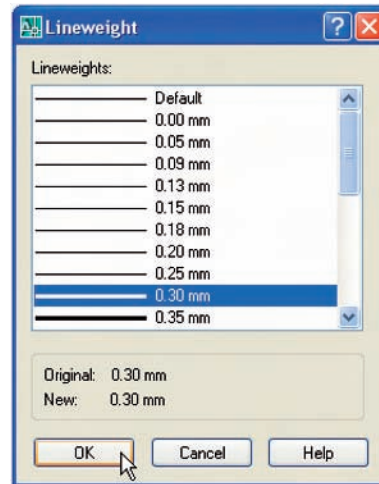 Lineweight
Lineweights:
Default
0.00 mm
0.05 mm
0.09 mm
0.13 mm
0.15 mm
0.18 mm
0.20 mm
0.25 mm
0.30 mm
0.35 mm
Original: 0.30 mm
New: 0.30 mm
OK Cancel Help